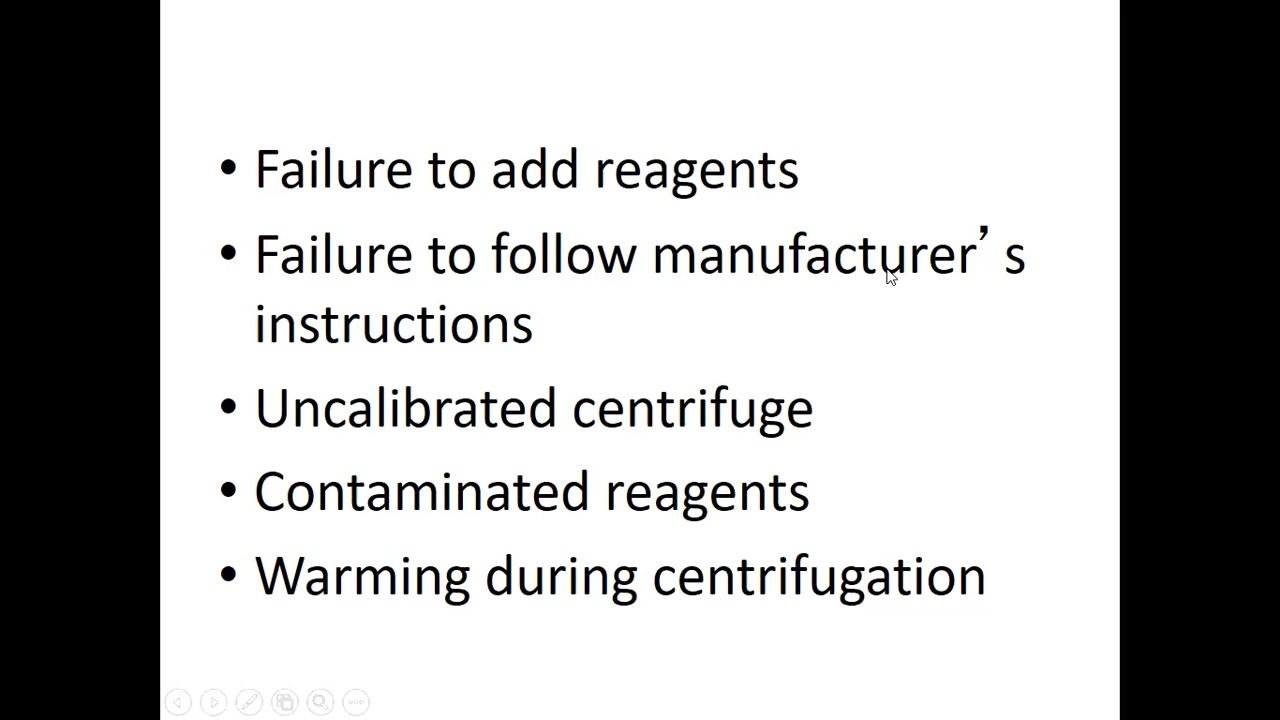 • Failure to add reagents
• Failure to follow manufacturer’s
instructions
• Uncalibrated centrifuge
• Contaminated reagents
• Warming during centrifugation